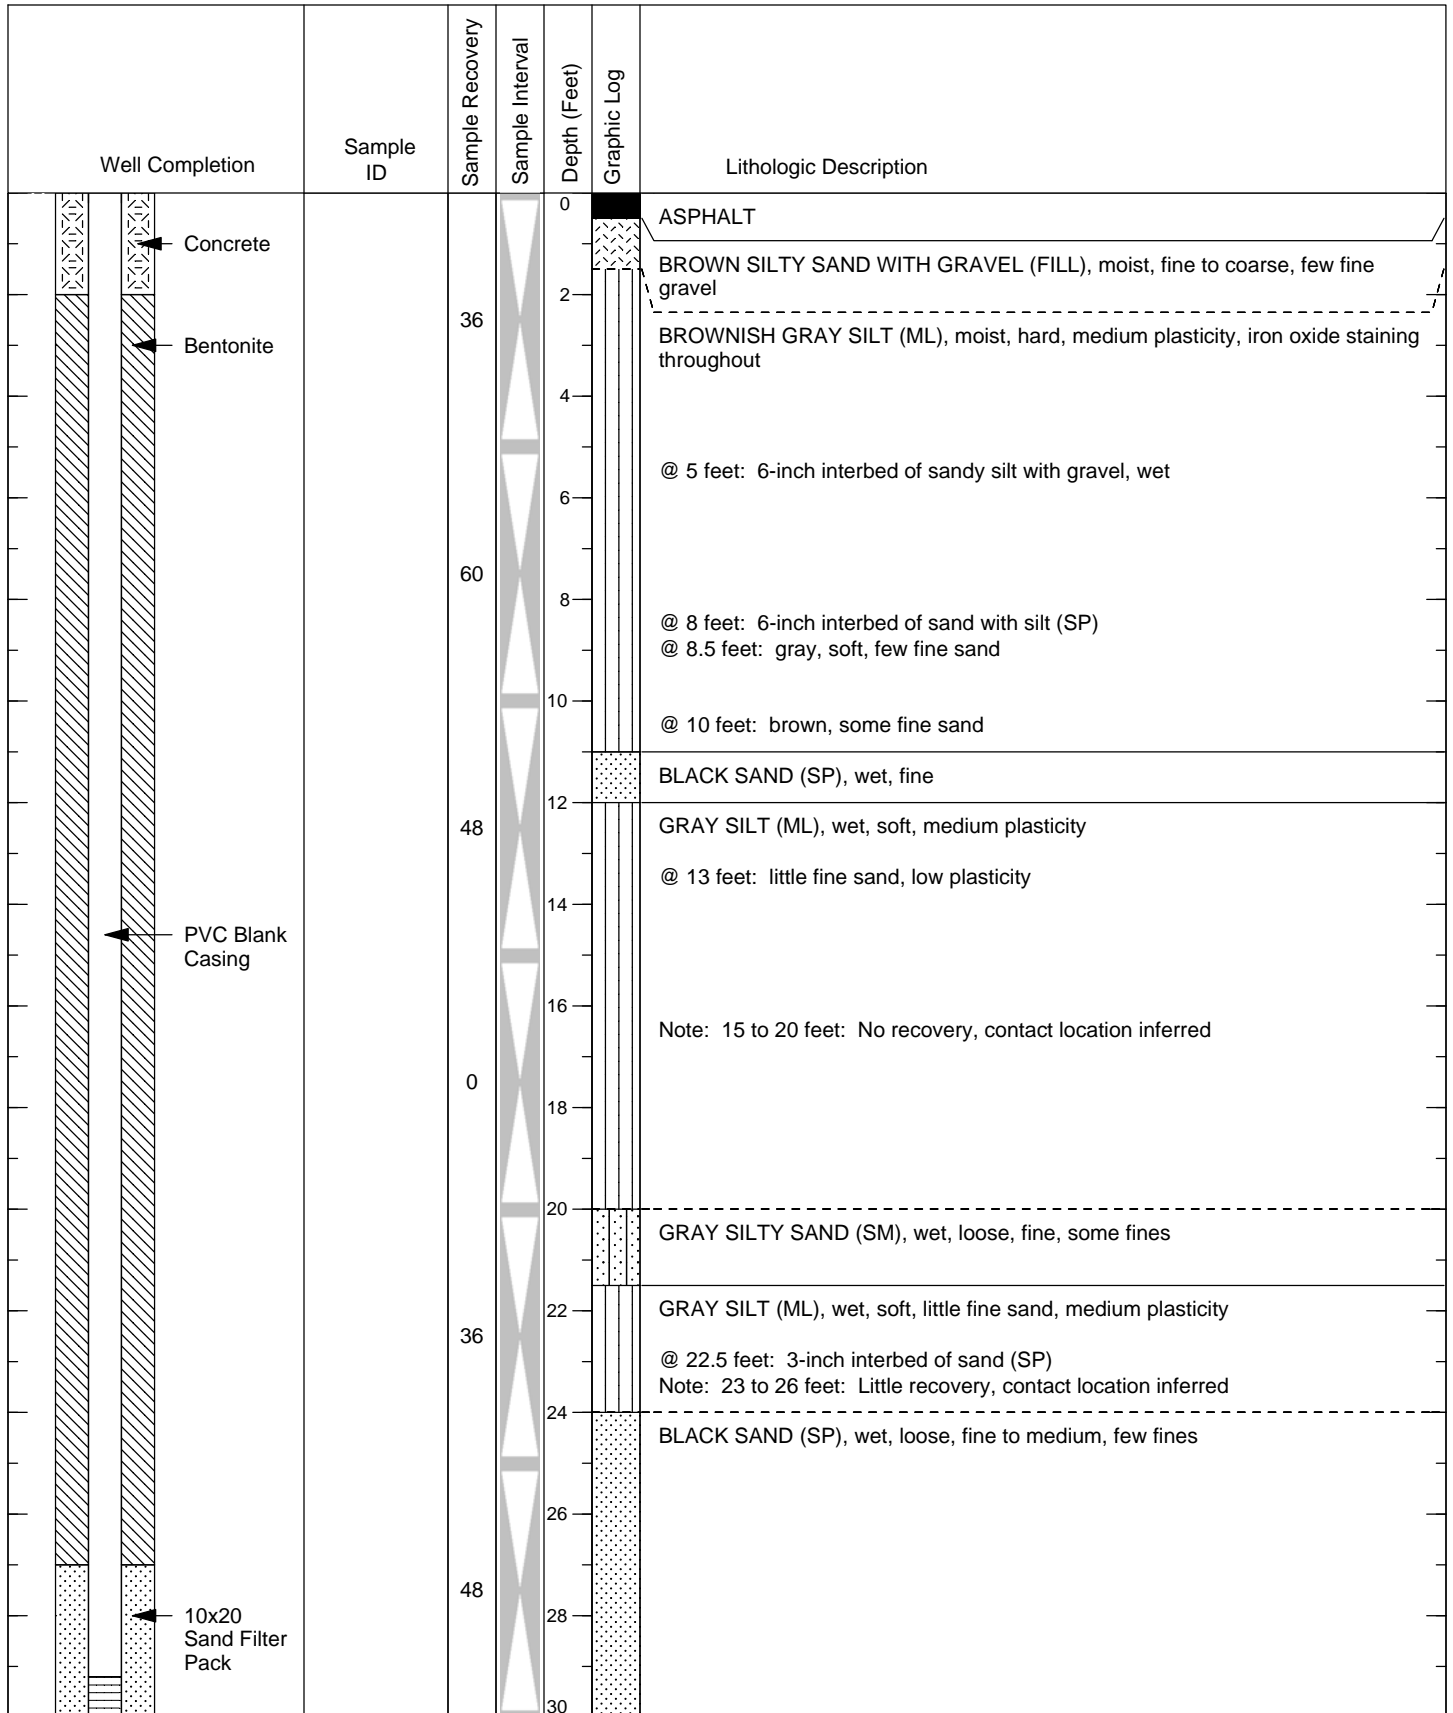 Well Completion
Sample
ID
Sample Recovery
Sample Interval
Depth (Feet)
Graphic Log
Lithologic Description
0
ASPHALT
Concrete
BROWN SILTY SAND WITH GRAVEL (FILL), moist, fine to coarse, few fine
gravel
2
36
BROWNISH GRAY SILT (ML), moist, hard, medium plasticity, iron oxide staining
throughout
Bentonite
4
@ 5 feet: 6-inch interbed of sandy silt with gravel, wet
6
60
8
@ 8 feet: 6-inch interbed of sand with silt (SP)
@ 8.5 feet: gray, soft, few fine sand
10
@ 10 feet: brown, some fine sand
BLACK SAND (SP), wet, fine
12
48
GRAY SILT (ML), wet, soft, medium plasticity
@ 13 feet: little fine sand, low plasticity
14
PVC Blank
Casing
16
Note: 15 to 20 feet: No recovery, contact location inferred
0
18
20
GRAY SILTY SAND (SM), wet, loose, fine, some fines
22
GRAY SILT (ML), wet, soft, little fine sand, medium plasticity
36
@ 22.5 feet: 3-inch interbed of sand (SP)
Note: 23 to 26 feet: Little recovery, contact location inferred
24
BLACK SAND (SP), wet, loose, fine to medium, few fines
26
48
28
10x20
Sand Filter
Pack
30